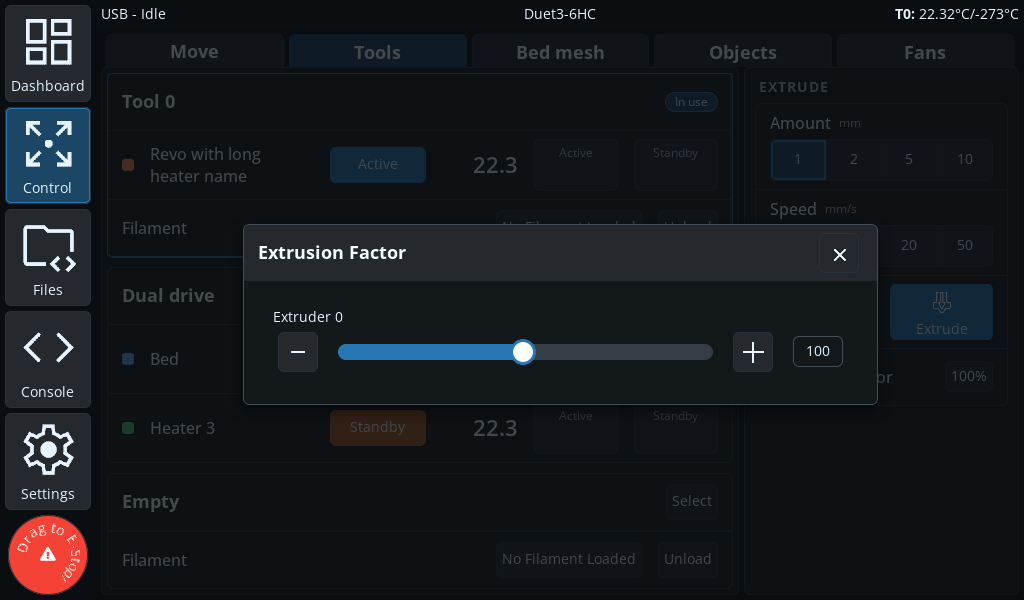 USB - Idle
Duet3-6HC
T0: 22.32°C/-273°C
Dashboard
Control
Files
Console
Settings
Drag to E-Stop!
Move
Tools
Bed mesh
Objects
Fans
Tool 0
In use
Revo with long
heater name
Active
22.3
Active
Standby
Filament
Unload
Extrusion Factor
Extruder 0
100
Dual drive
Bed
Heater 3
Standby
22.3
Active
Standby
Empty
Select
Filament
No Filament Loaded
Unload
EXTRUDE
Amount mm
1
2
5
10
Speed mm/s
20
50
Extrude
100%